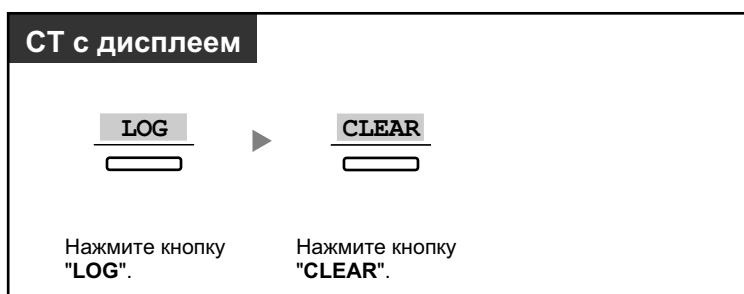 СТ с дисплеем
LOG
CLEAR
Нажмите кнопку
"LOG".
Нажмите кнопку
"CLEAR".